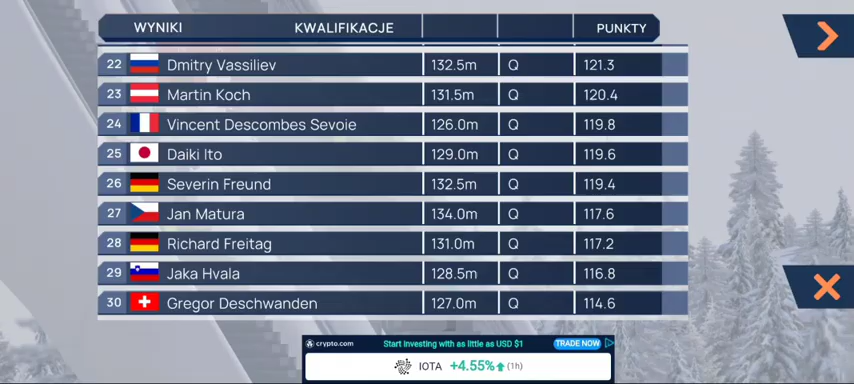 WYNIKI KWALIFIKACJE PUNKTY
22 Dmitry Vassiliev 132.5m Q 121.3
23 Martin Koch 131.5m Q 120.4
24 Vincent Descombes Sevoie 126.0m Q 119.8
25 Daiki Ito 129.0m Q 119.6
26 Severin Freund 132.5m Q 119.4
27 Jan Matura 134.0m Q 117.6
28 Richard Freitag 131.0m Q 117.2
29 Jaka Hvala 128.5m Q 116.8
30 Gregor Deschwanden 127.0m Q 114.6
crypto.com Start investing with as little as USD $1 TRADE NOW
IOTA +4.55% (1h)